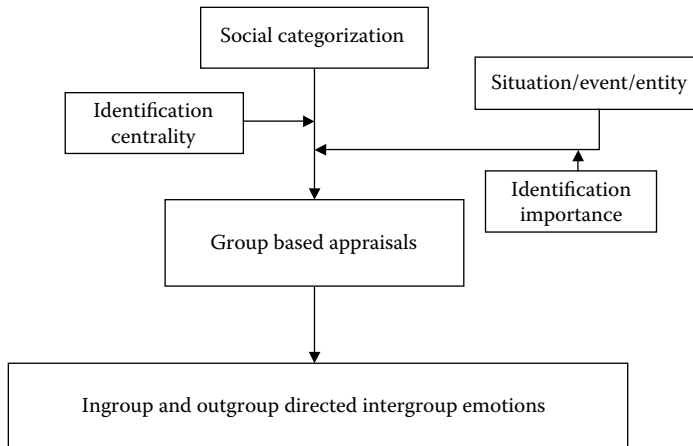 Social categorization
Situation/event/entity
Identification
centrality
Identification
importance
Group based appraisals
Ingroup and outgroup directed intergroup emotions